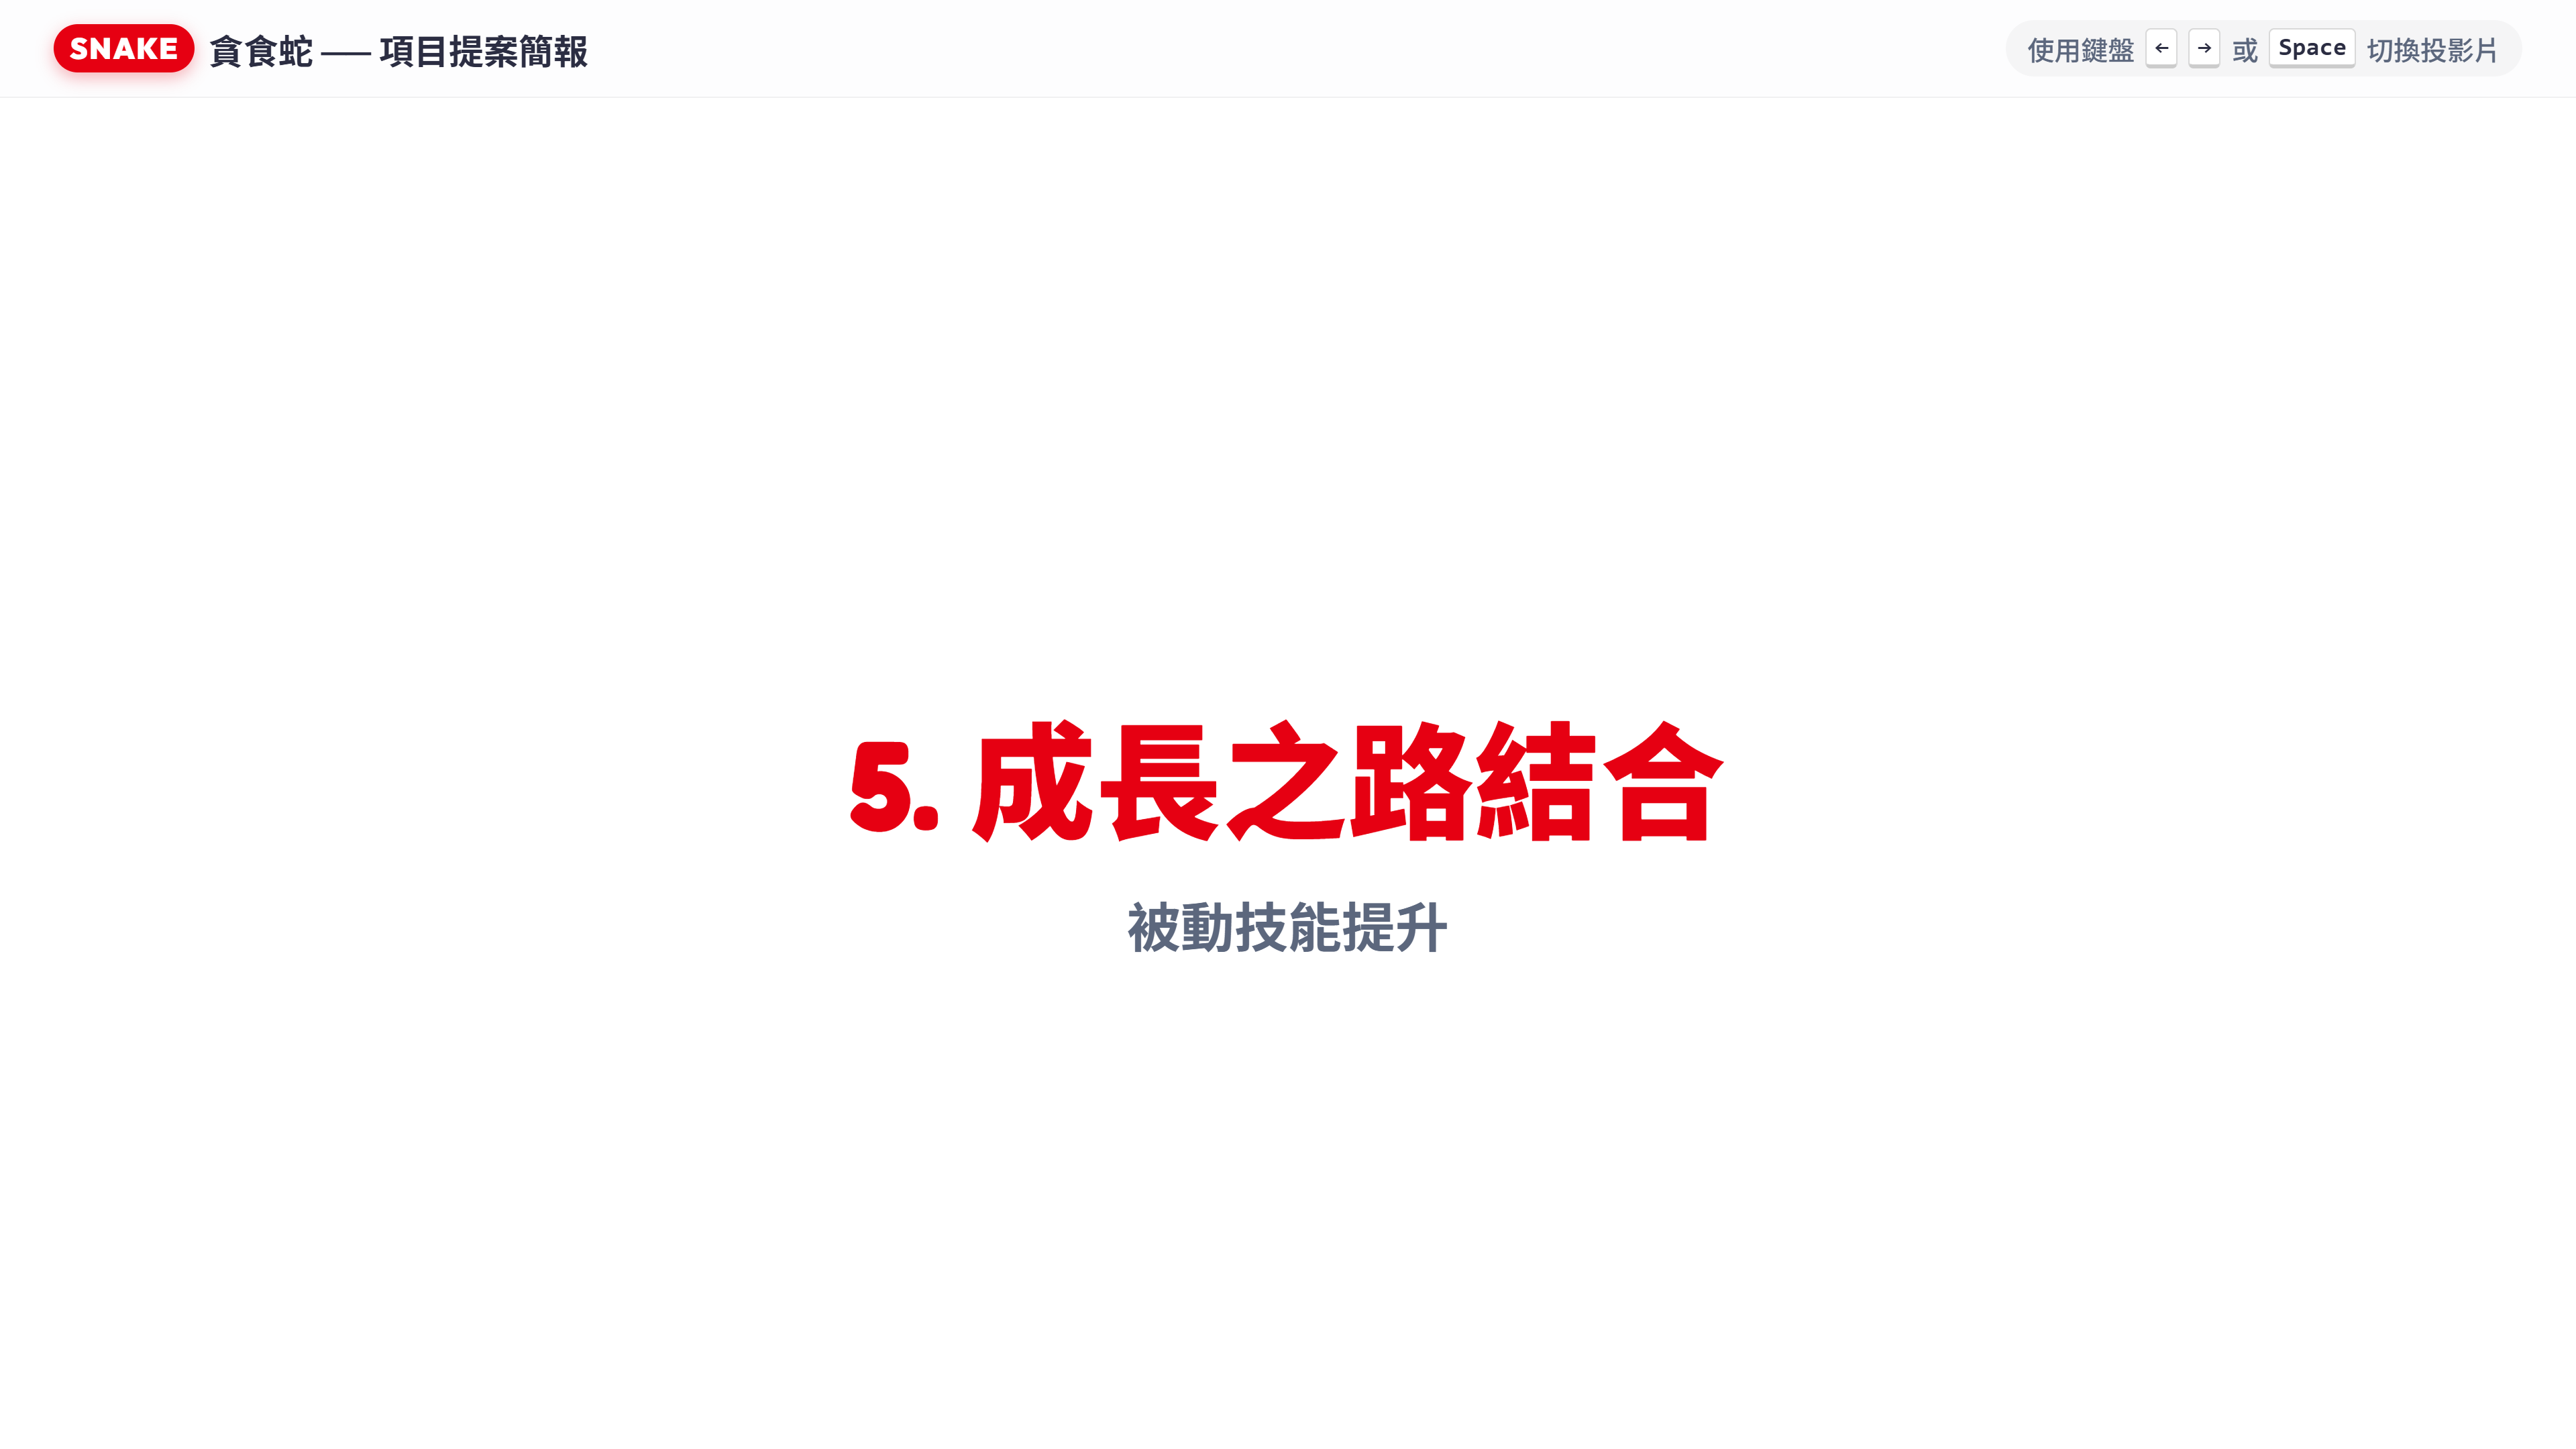 SNAKE 貪食蛇 —— 項目提案簡報
使用鍵盤 ← → 或 Space 切換投影片
5. 成長之路結合
被動技能提升